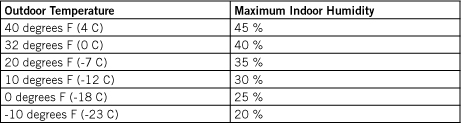 Outdoor Temperature Maximum Indoor Humidity
40 degrees F (4 C) 45 %
32 degrees F (0 C) 40 %
20 degrees F (-7 C) 35 %
10 degrees F (-12 C) 30 %
0 degrees F (-18 C) 25 %
-10 degrees F (-23 C) 20 %